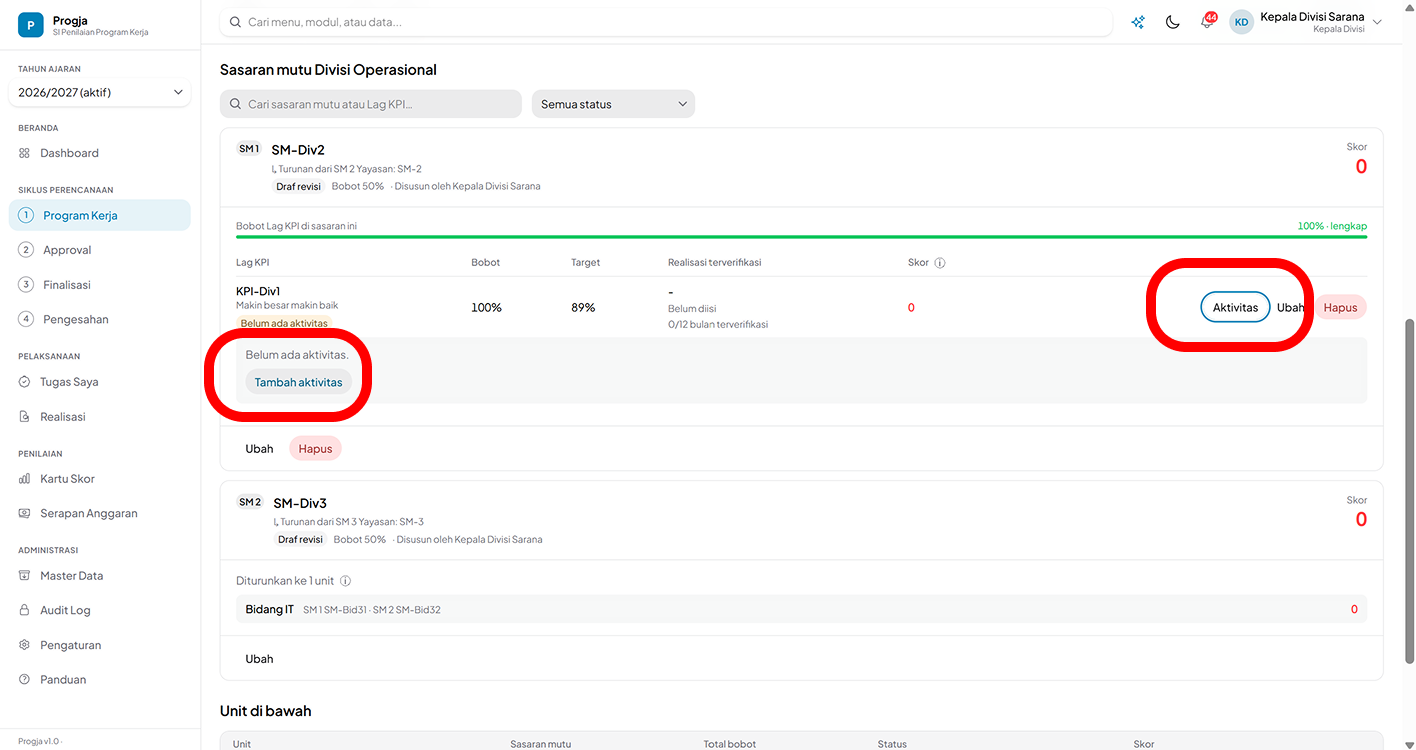 P
Progja
SI Penilaian Program Kerja
Cari menu, modul, atau data...
44
KD
Kepala Divisi Sarana
Kepala Divisi
TAHUN AJARAN
2026/2027 (aktif)
BERANDA
Dashboard
SIKLUS PERENCANAAN
1 Program Kerja
2 Approval
3 Finalisasi
4 Pengesahan
PELAKSANAAN
Tugas Saya
Realisasi
PENILAIAN
Kartu Skor
Serapan Anggaran
ADMINISTRASI
Master Data
Audit Log
Pengaturan
Panduan
Progja v1.0 ·
Sasaran mutu Divisi Operasional
Cari sasaran mutu atau Lag KPI...
Semua status
SM 1 SM-Div2
Turunan dari SM 2 Yayasan: SM-2
Draf revisi Bobot 50% · Disusun oleh Kepala Divisi Sarana
Skor
0
Bobot Lag KPI di sasaran ini
100% · lengkap
Lag KPI Bobot Target Realisasi terverifikasi Skor
KPI-Div1
Makin besar makin baik
Belum ada aktivitas
100%
89%
-
Belum diisi
0/12 bulan terverifikasi
0
Aktivitas Ubah Hapus
Belum ada aktivitas.
Tambah aktivitas
Ubah Hapus
SM 2 SM-Div3
Turunan dari SM 3 Yayasan: SM-3
Draf revisi Bobot 50% · Disusun oleh Kepala Divisi Sarana
Skor
0
Diturunkan ke 1 unit
Bidang IT SM 1 SM-Bid31 · SM 2 SM-Bid32 0
Ubah
Unit di bawah
Unit Sasaran mutu Total bobot Status Skor